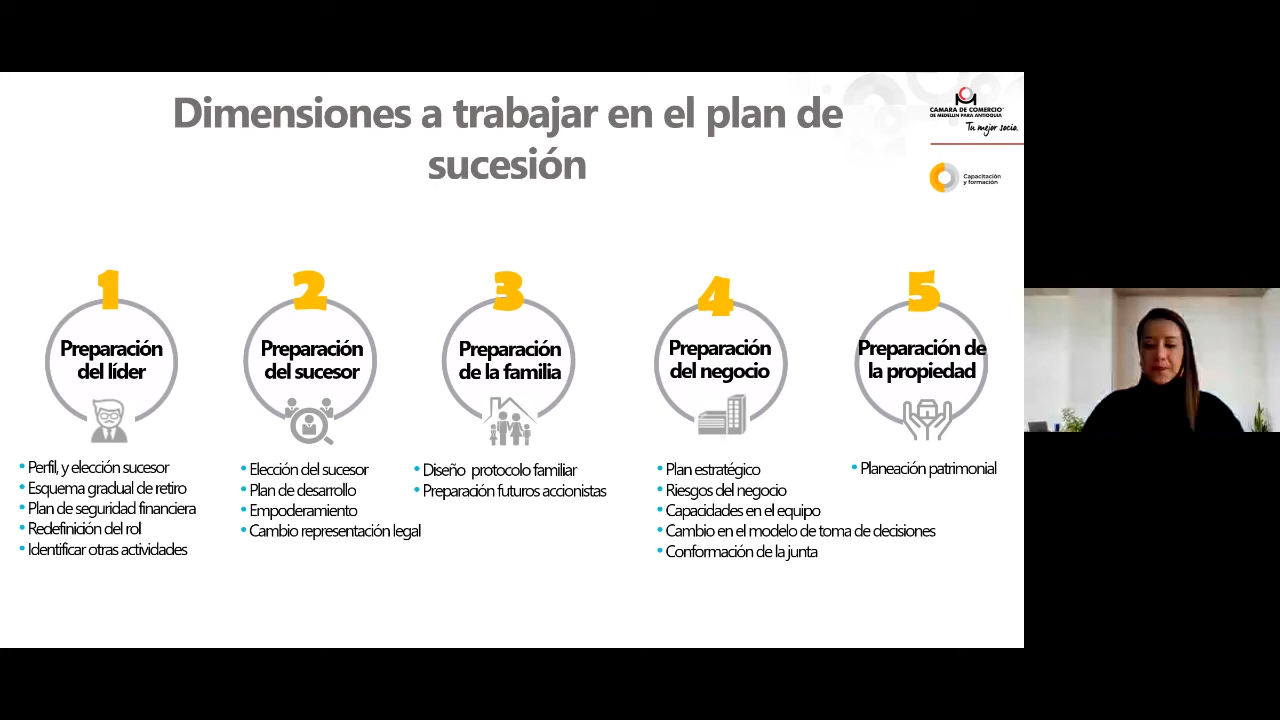 Dimensiones a trabajar en el plan de
sucesión
CAMARA DE COMERCIO
DE MEDELLIN PARA ANTIOQUIA
Tu mejor socio.
Capacitación
y formación
1
Preparación
del líder
• Perfil, y elección sucesor
• Esquema gradual de retiro
• Plan de seguridad financiera
• Redefinición del rol
• Identificar otras actividades
2
Preparación
del sucesor
• Elección del sucesor
• Plan de desarrollo
• Empoderamiento
• Cambio representación legal
3
Preparación
de la familia
• Diseño protocolo familiar
• Preparación futuros accionistas
4
Preparación
del negocio
• Plan estratégico
• Riesgos del negocio
• Capacidades en el equipo
• Cambio en el modelo de toma de decisiones
• Conformación de la junta
5
Preparación de
la propiedad
• Planeación patrimonial